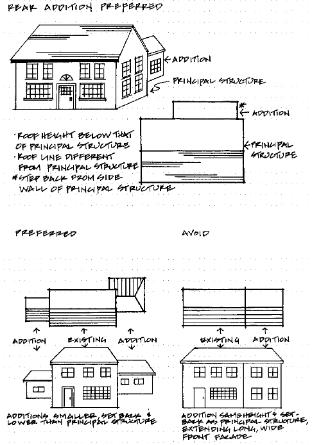 REAR ADDITION PREFERRED
ADDITION
PRINCIPAL STRUCTURE
*
ADDITION
PRINCIPAL
STRUCTURE
·ROOF HEIGHT BELOW THAT
OF PRINCIPAL STRUCTURE
·ROOF LINE DIFFERENT
FROM PRINCIPAL STRUCTURE
*STEP BACK FROM SIDE
WALL OF PRINCIPAL STRUCTURE
PREFERRED
AVOID
ADDITION EXISTING ADDITION
EXISTING ADDITION
ADDITIONS SMALLER, SET BACK &
LOWER THAN PRINCIPAL STRUCTURE
ADDITION SAME HEIGHT & SET-
BACK AS PRINCIPAL STRUCTURE,
EXTENDING LONG, WIDE
FRONT FACADE